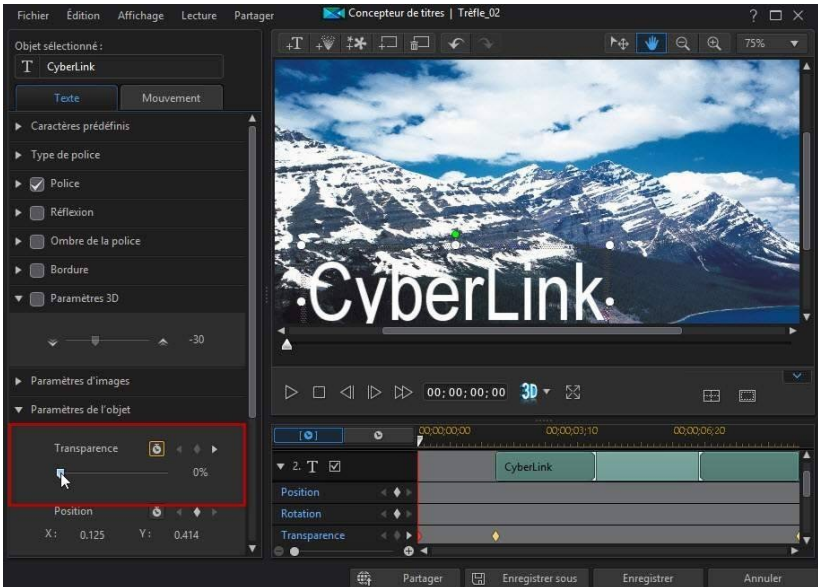 Fichier Édition Affichage Lecture Partager
Concepteur de titres | Trèfle_02
?
Objet sélectionné :
T CyberLink
Texte Mouvement
Caractères prédéfinis
Type de police
Police
Réflexion
Ombre de la police
Bordure
Paramètres 3D
-30
Paramètres d'images
Paramètres de l'objet
Transparence
0%
Position
X : 0.125 Y : 0.414
+T
75%
CyberLink
00;00;00;00 3D
00;00;00;00 00;00;03;10 00;00;06;20
2. T CyberLink
Position
Rotation
Transparence
Partager Enregistrer sous Enregistrer Annuler